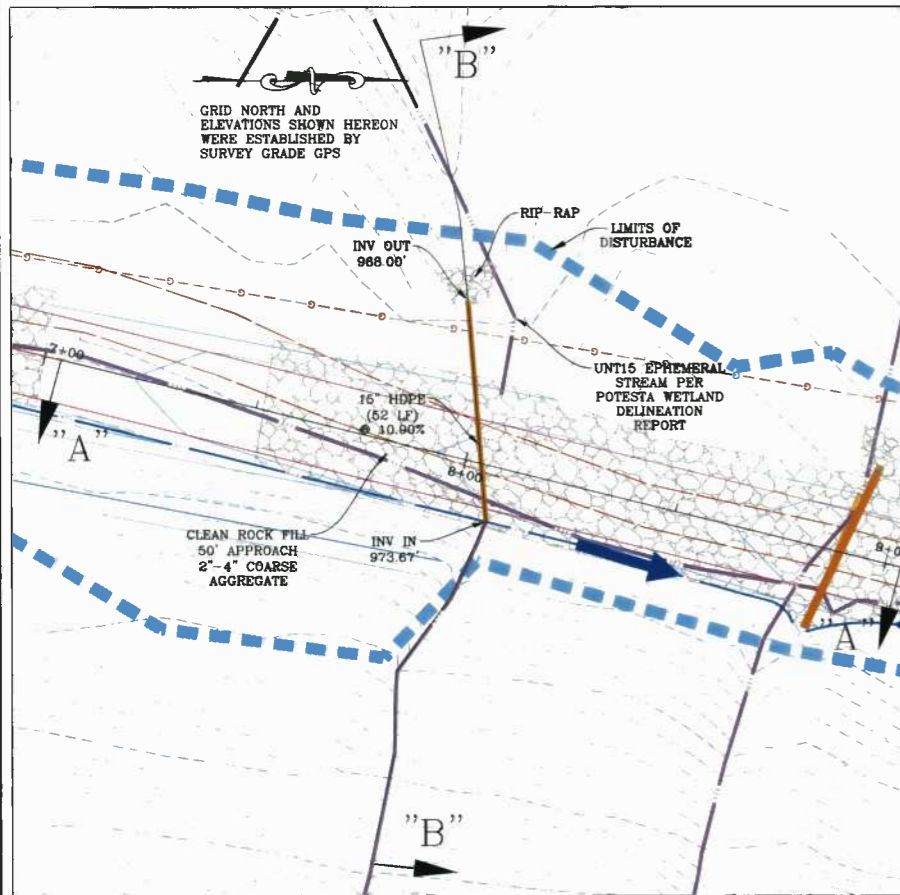 "B"
GRID NORTH AND
ELEVATIONS SHOWN HEREON
WERE ESTABLISHED BY
SURVEY GRADE GPS
RIP-RAP
LIMITS OF
DISTURBANCE
INV OUT
968.00'
7+00
UNT15 EPHEMERAL
STREAM PER
POTESTA WETLAND
DELINEATION
REPORT
15" HDPE
(52 LF)
@ 10.90%
"A"
8+00
CLEAN ROCK FILL
50' APPROACH
2"-4" COARSE
AGGREGATE
INV IN
973.67'
9+00
"A"
"B"